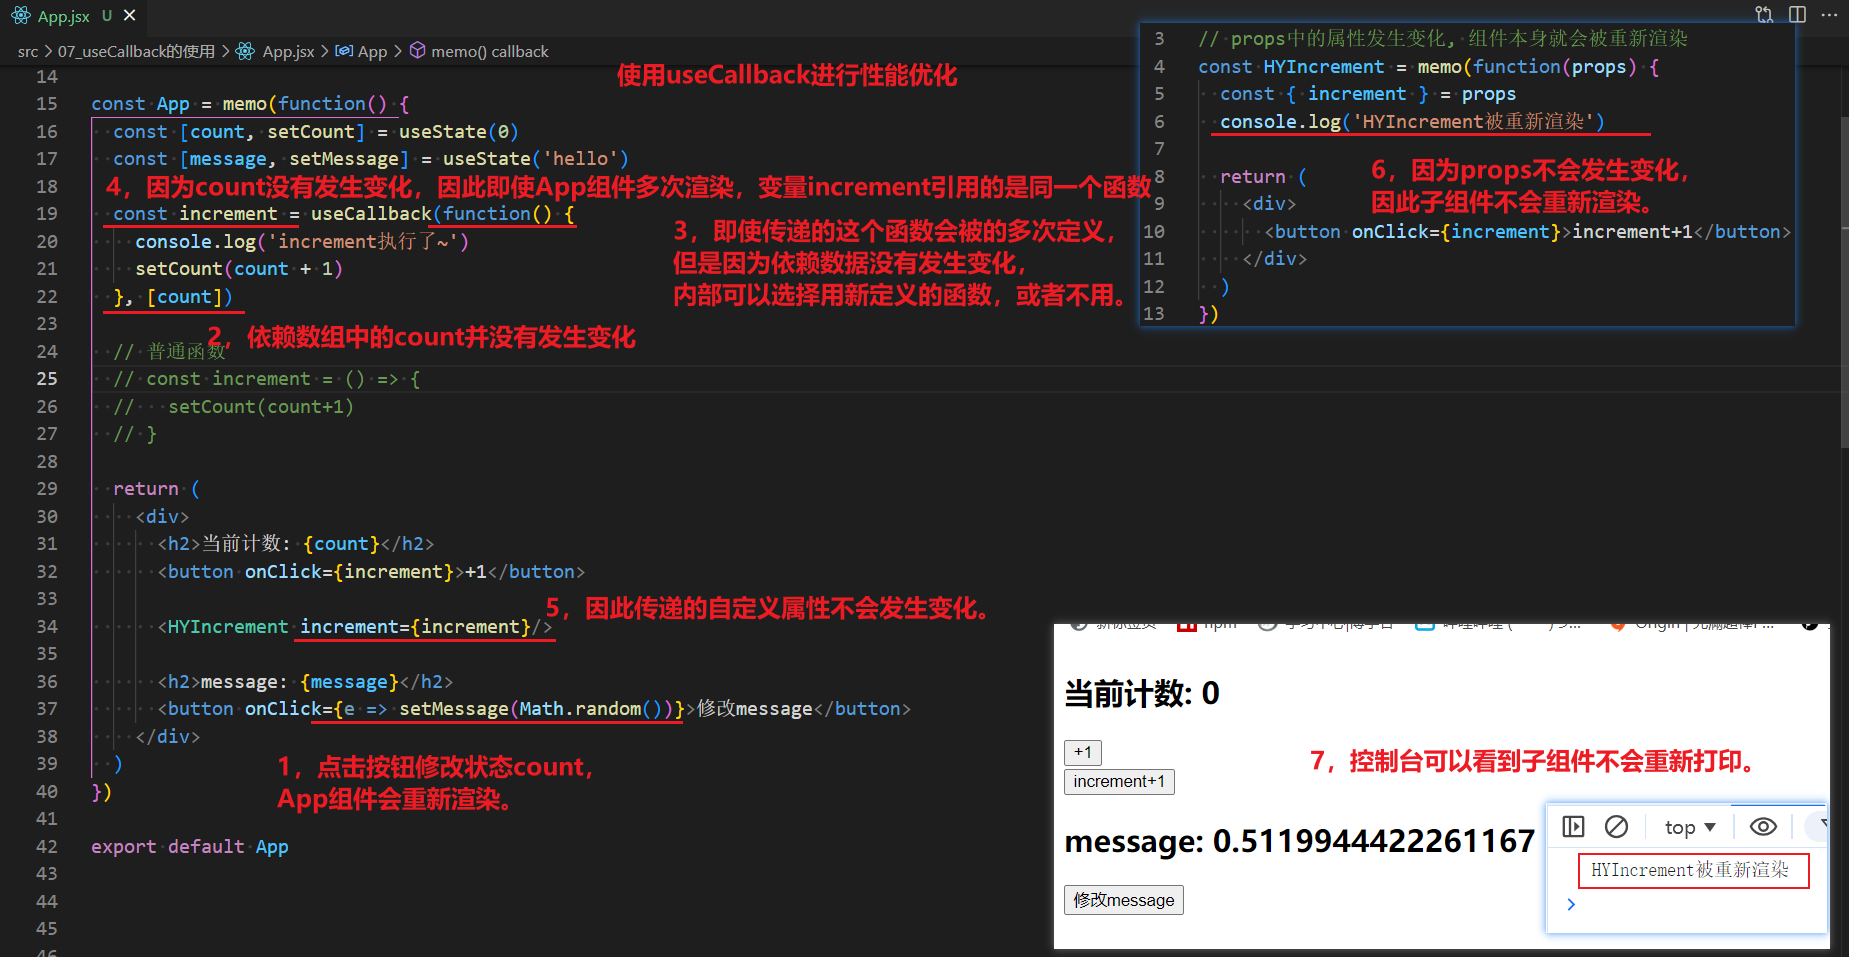 App.jsx U
src > 07_useCallback的使用 > App.jsx > App > memo() callback
使用useCallback进行性能优化
14
15 const App = memo(function() {
16 const [count, setCount] = useState(0)
17 const [message, setMessage] = useState('hello')
18
4，因为count没有发生变化，因此即使App组件多次渲染，变量increment引用的是同一个函数
19 const increment = useCallback(function() {
20 console.log('increment执行了~')
21 setCount(count + 1)
22 }, [count])
3，即使传递的这个函数会被的多次定义，
但是因为依赖数据没有发生变化，
内部可以选择用新定义的函数，或者不用。
23
2，依赖数组中的count并没有发生变化
24 // 普通函数
25 // const increment = () => {
26 // setCount(count+1)
27 // }
28
29 return (
30 <div>
31 <h2>当前计数: {count}</h2>
32 <button onClick={increment}>+1</button>
33
5，因此传递的自定义属性不会发生变化。
34 <HYIncrement increment={increment}/>
35
36 <h2>message: {message}</h2>
37 <button onClick={e => setMessage(Math.random())}>修改message</button>
38 </div>
39 )
1，点击按钮修改状态count，
App组件会重新渲染。
40 })
41
42 export default App
43
44
45
46
3 // props中的属性发生变化, 组件本身就会被重新渲染
4 const HYIncrement = memo(function(props) {
5 const { increment } = props
6 console.log('HYIncrement被重新渲染')
7
6，因为props不会发生变化，
因此子组件不会重新渲染。
8 return (
9 <div>
10 <button onClick={increment}>increment+1</button>
11 </div>
12 )
13 })
当前计数: 0
+1
increment+1
7，控制台可以看到子组件不会重新打印。
message: 0.5119944422261167
修改message
top
HYIncrement被重新渲染